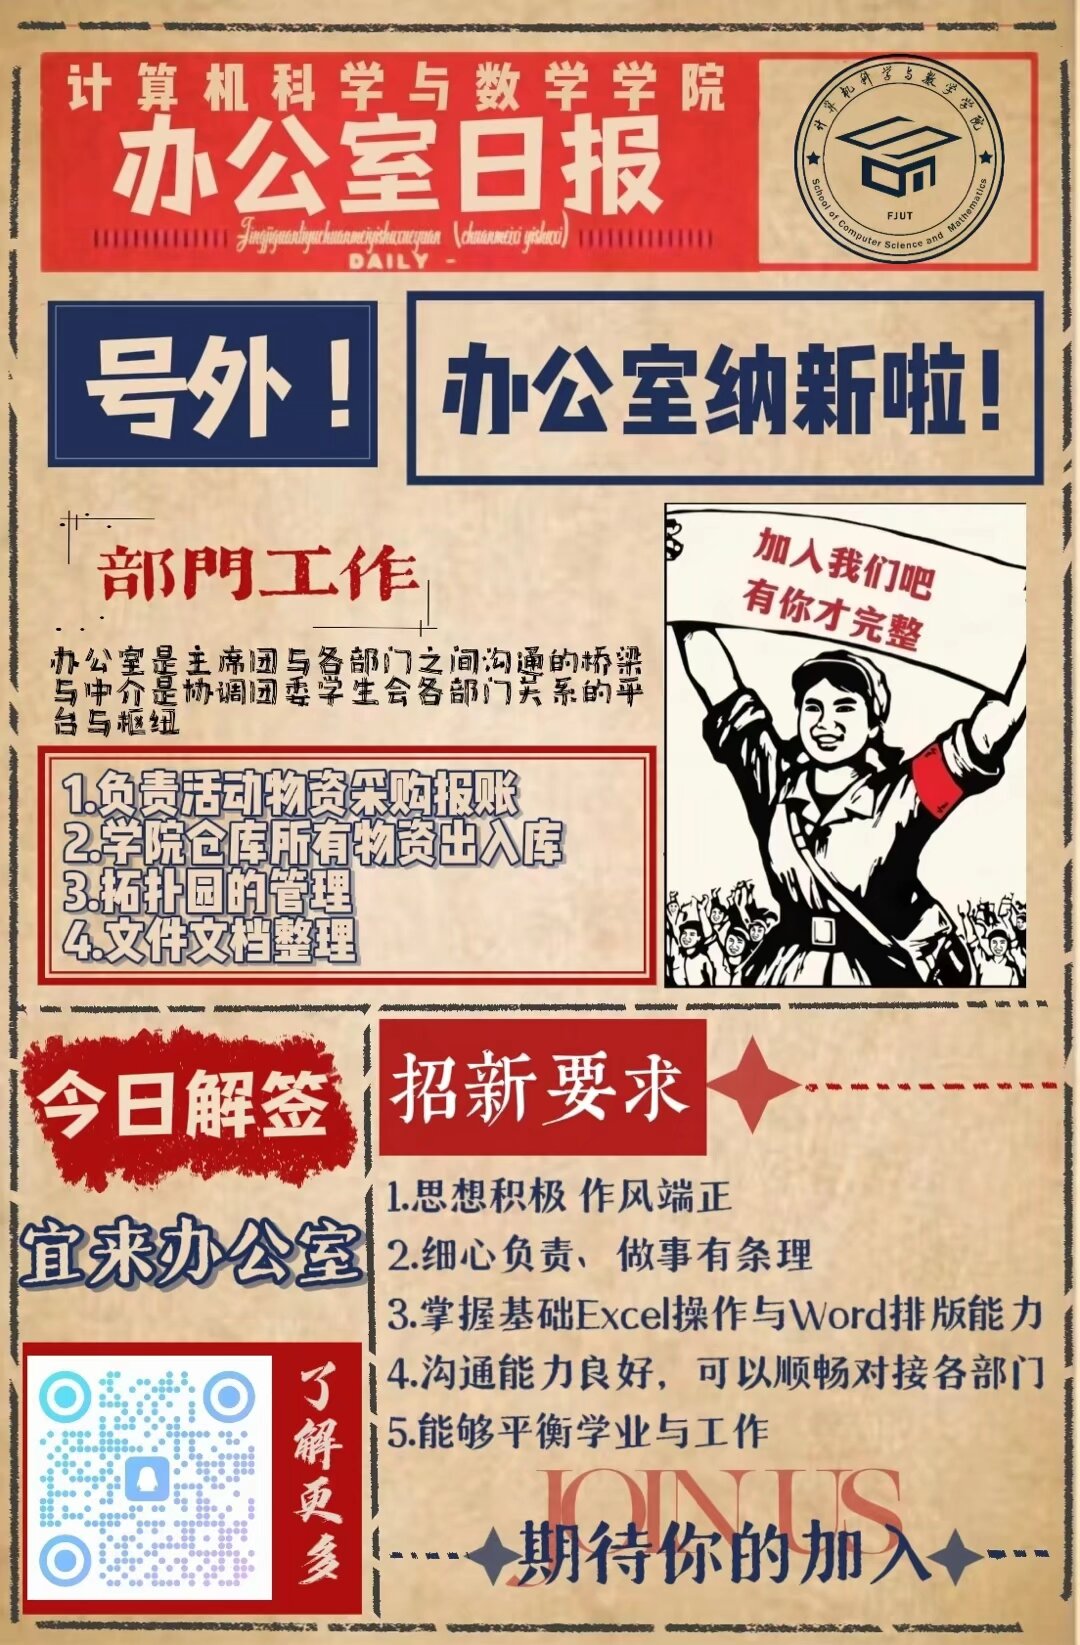 计算机科学与数学学院
办公室日报
DAILY -
计算机科学与数学学院
FJUT
School of Computer Science and Mathematics
号外！
办公室纳新啦！
部門工作
办公室是主席团与各部门之间沟通的桥梁
与中介是协调团委学生会各部门关系的平
台与枢纽
加入我们吧
有你才完整
1.负责活动物资采购报账
2.学院仓库所有物资出入库
3.拓扑园的管理
4.文件文档整理
今日解签
宜来办公室
了解更多
招新要求
1.思想积极 作风端正
2.细心负责、做事有条理
3.掌握基础Excel操作与Word排版能力
4.沟通能力良好，可以顺畅对接各部门
5.能够平衡学业与工作
JOIN US
期待你的加入